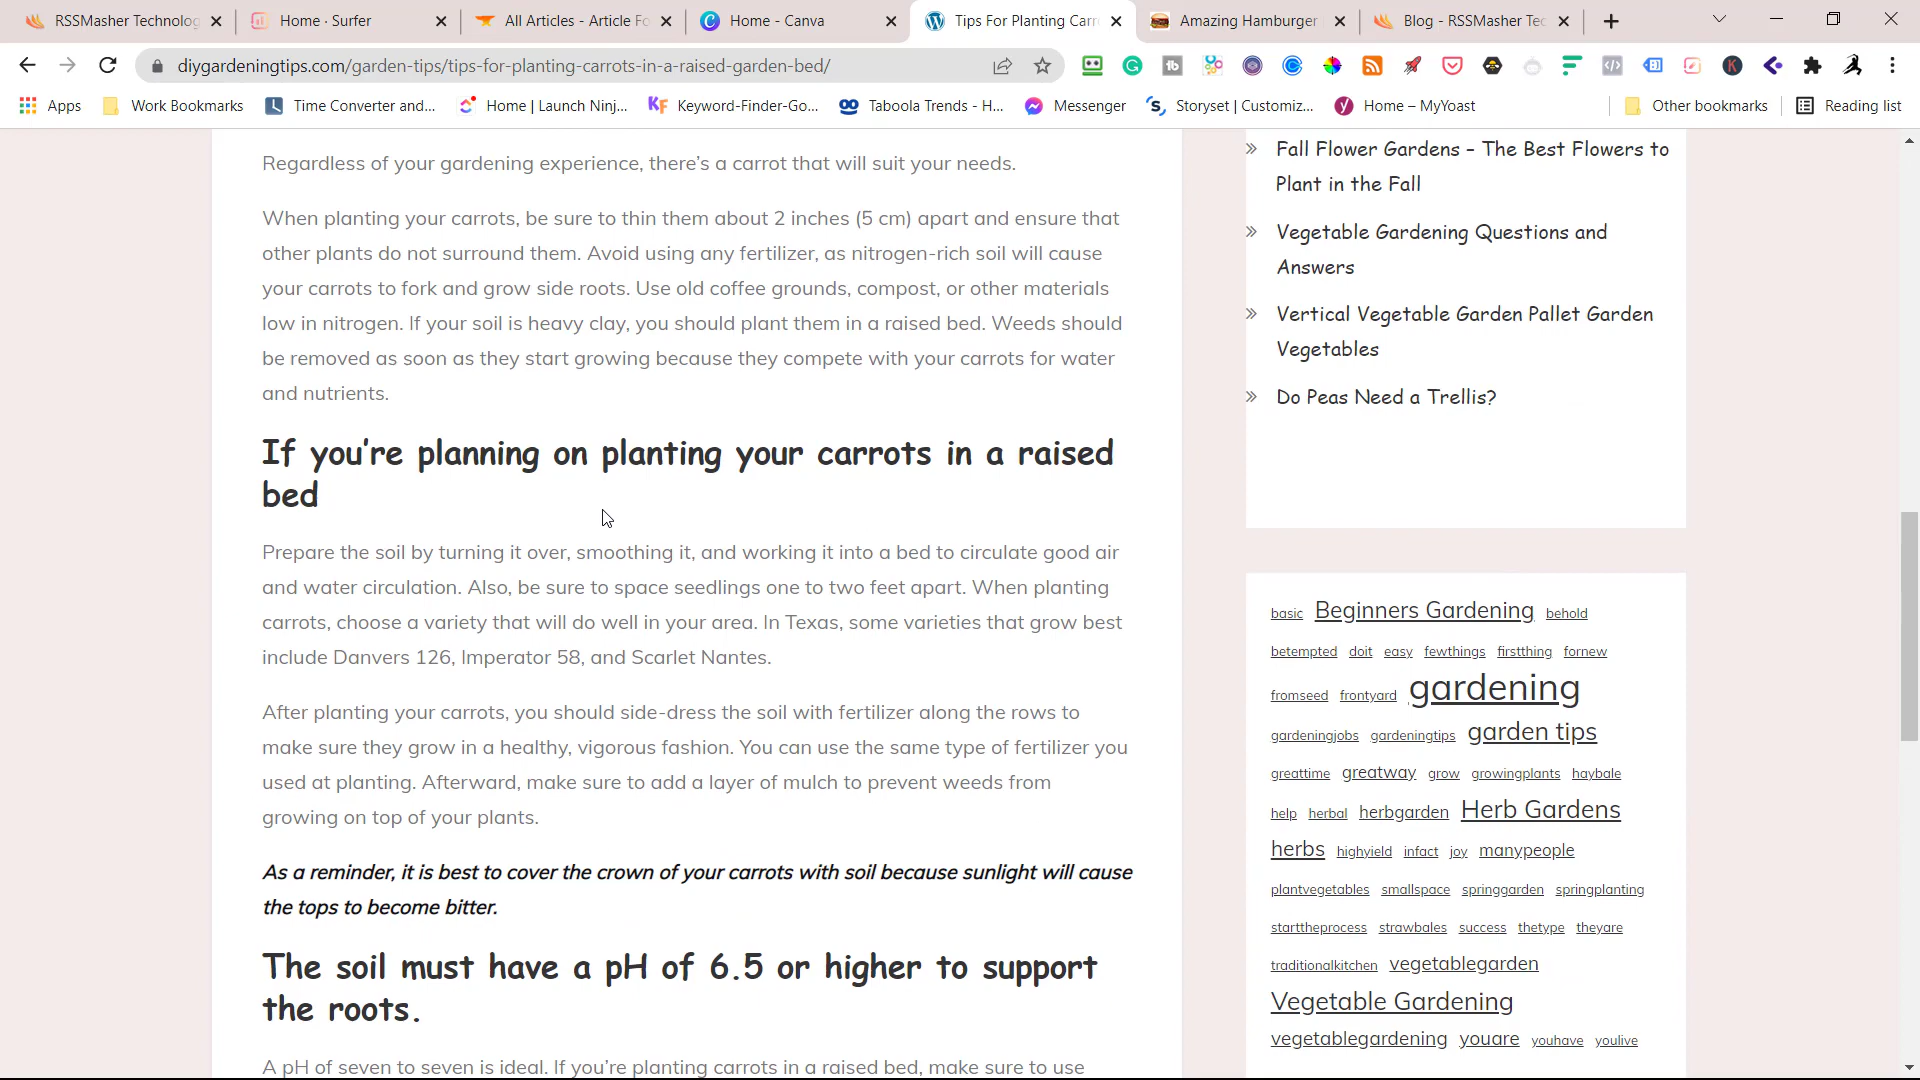 RSSMasher Technolog
Home · Surfer
All Articles - Article Fo
Home - Canva
Tips For Planting Carr
Amazing Hamburger
Blog - RSSMasher Tec
diygardeningtips.com/garden-tips/tips-for-planting-carrots-in-a-raised-garden-bed/
Apps
Work Bookmarks
Time Converter and...
Home | Launch Ninj...
Keyword-Finder-Go...
Taboola Trends - H...
Messenger
Storyset | Customiz...
Home – MyYoast
Other bookmarks
Reading list
Regardless of your gardening experience, there's a carrot that will suit your needs.
When planting your carrots, be sure to thin them about 2 inches (5 cm) apart and ensure that
other plants do not surround them. Avoid using any fertilizer, as nitrogen-rich soil will cause
your carrots to fork and grow side roots. Use old coffee grounds, compost, or other materials
low in nitrogen. If your soil is heavy clay, you should plant them in a raised bed. Weeds should
be removed as soon as they start growing because they compete with your carrots for water
and nutrients.
If you're planning on planting your carrots in a raised
bed
Prepare the soil by turning it over, smoothing it, and working it into a bed to circulate good air
and water circulation. Also, be sure to space seedlings one to two feet apart. When planting
carrots, choose a variety that will do well in your area. In Texas, some varieties that grow best
include Danvers 126, Imperator 58, and Scarlet Nantes.
After planting your carrots, you should side-dress the soil with fertilizer along the rows to
make sure they grow in a healthy, vigorous fashion. You can use the same type of fertilizer you
used at planting. Afterward, make sure to add a layer of mulch to prevent weeds from
growing on top of your plants.
As a reminder, it is best to cover the crown of your carrots with soil because sunlight will cause
the tops to become bitter.
The soil must have a pH of 6.5 or higher to support
the roots.
A pH of seven to seven is ideal. If you're planting carrots in a raised bed, make sure to use
Fall Flower Gardens – The Best Flowers to
Plant in the Fall
Vegetable Gardening Questions and
Answers
Vertical Vegetable Garden Pallet Garden
Vegetables
Do Peas Need a Trellis?
basic Beginners Gardening behold
betempted doit easy fewthings firstthing fornew
fromseed frontyard gardening
gardeningjobs gardeningtips garden tips
greattime greatway grow growingplants haybale
help herbal herbgarden Herb Gardens
herbs highyield infact joy manypeople
plantvegetables smallspace springgarden springplanting
starttheprocess strawbales success thetype theyare
traditionalkitchen vegetablegarden
Vegetable Gardening
vegetablegardening youare youhave youlive